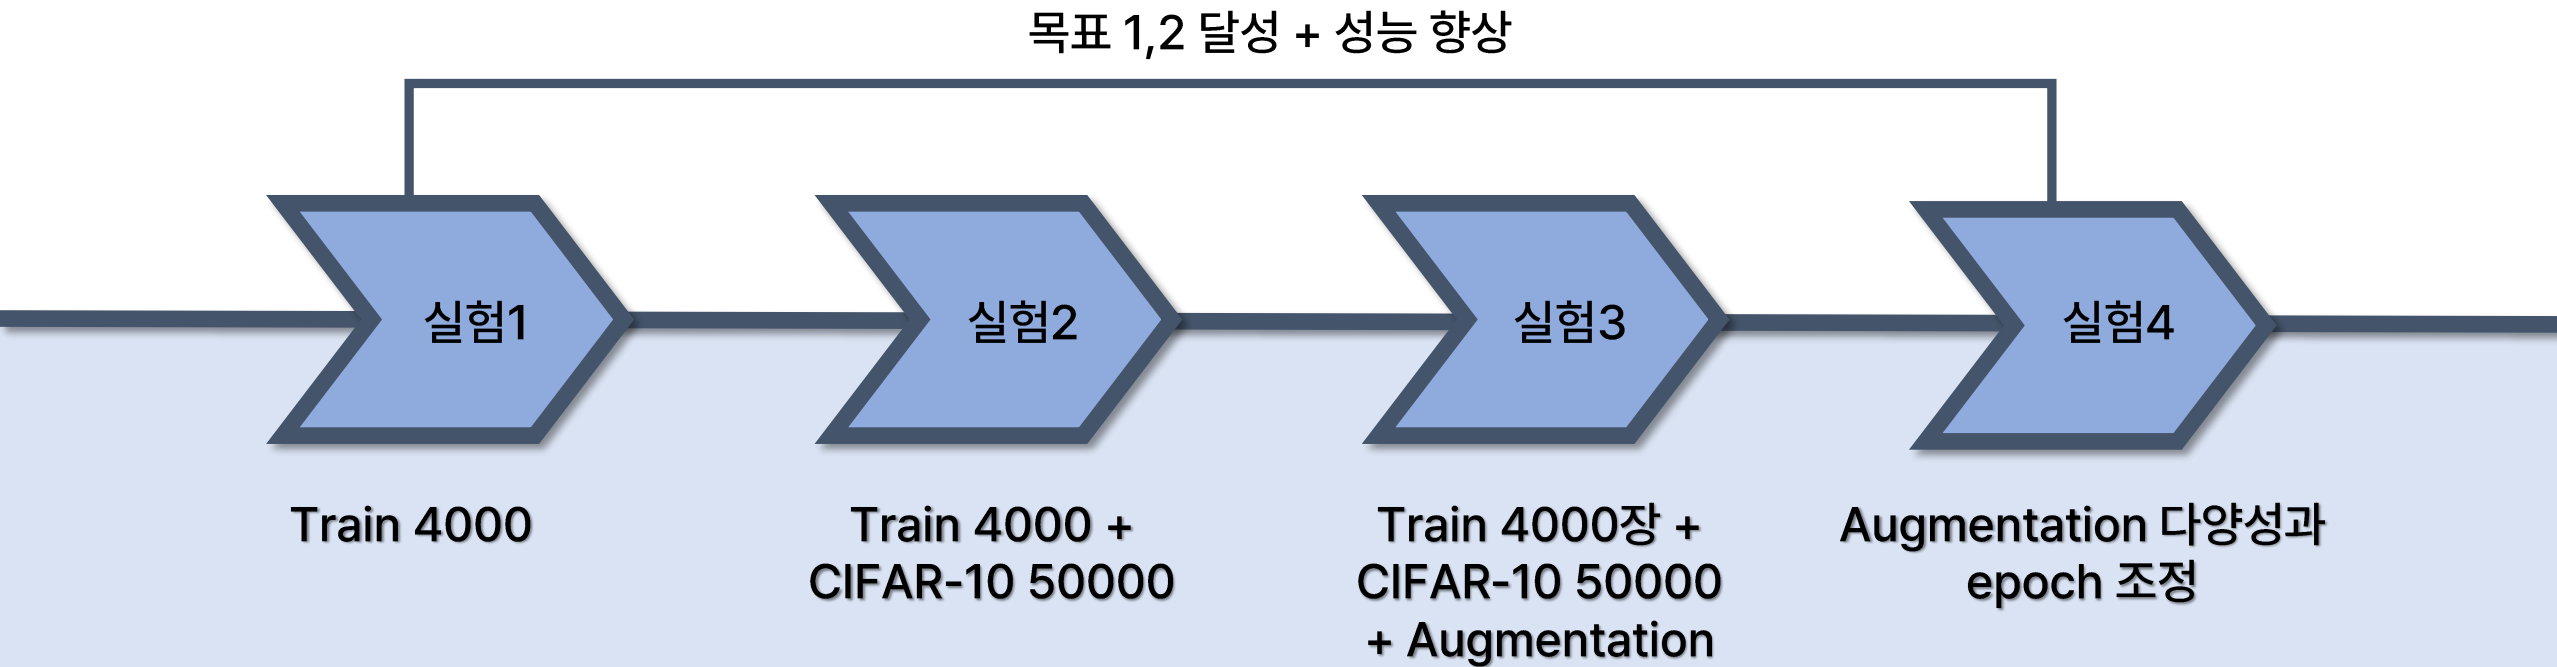 목표 1,2 달성 + 성능 향상
실험1
실험2
실험3
실험4
Train 4000
Train 4000 +
CIFAR-10 50000
Train 4000장 +
CIFAR-10 50000
+ Augmentation
Augmentation 다양성과
epoch 조정